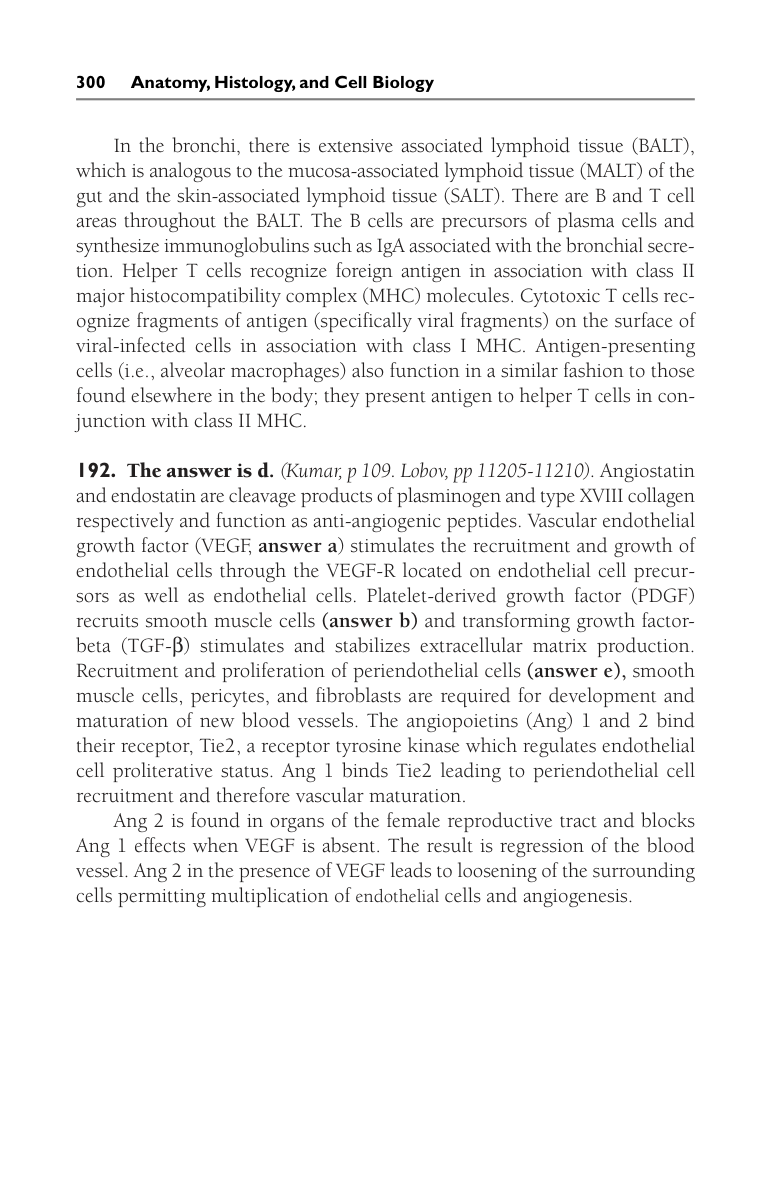 300 Anatomy, Histology, and Cell Biology
In the bronchi, there is extensive associated lymphoid tissue (BALT),
which is analogous to the mucosa-associated lymphoid tissue (MALT) of the
gut and the skin-associated lymphoid tissue (SALT). There are B and T cell
areas throughout the BALT. The B cells are precursors of plasma cells and
synthesize immunoglobulins such as IgA associated with the bronchial secre-
tion. Helper T cells recognize foreign antigen in association with class II
major histocompatibility complex (MHC) molecules. Cytotoxic T cells rec-
ognize fragments of antigen (specifically viral fragments) on the surface of
viral-infected cells in association with class I MHC. Antigen-presenting
cells (i.e., alveolar macrophages) also function in a similar fashion to those
found elsewhere in the body; they present antigen to helper T cells in con-
junction with class II MHC.
192. The answer is d. (Kumar, p 109. Lobov, pp 11205-11210). Angiostatin
and endostatin are cleavage products of plasminogen and type XVIII collagen
respectively and function as anti-angiogenic peptides. Vascular endothelial
growth factor (VEGF, answer a) stimulates the recruitment and growth of
endothelial cells through the VEGF-R located on endothelial cell precur-
sors as well as endothelial cells. Platelet-derived growth factor (PDGF)
recruits smooth muscle cells (answer b) and transforming growth factor-
beta (TGF-β) stimulates and stabilizes extracellular matrix production.
Recruitment and proliferation of periendothelial cells (answer e), smooth
muscle cells, pericytes, and fibroblasts are required for development and
maturation of new blood vessels. The angiopoietins (Ang) 1 and 2 bind
their receptor, Tie2, a receptor tyrosine kinase which regulates endothelial
cell proliterative status. Ang 1 binds Tie2 leading to periendothelial cell
recruitment and therefore vascular maturation.
Ang 2 is found in organs of the female reproductive tract and blocks
Ang 1 effects when VEGF is absent. The result is regression of the blood
vessel. Ang 2 in the presence of VEGF leads to loosening of the surrounding
cells permitting multiplication of endothelial cells and angiogenesis.